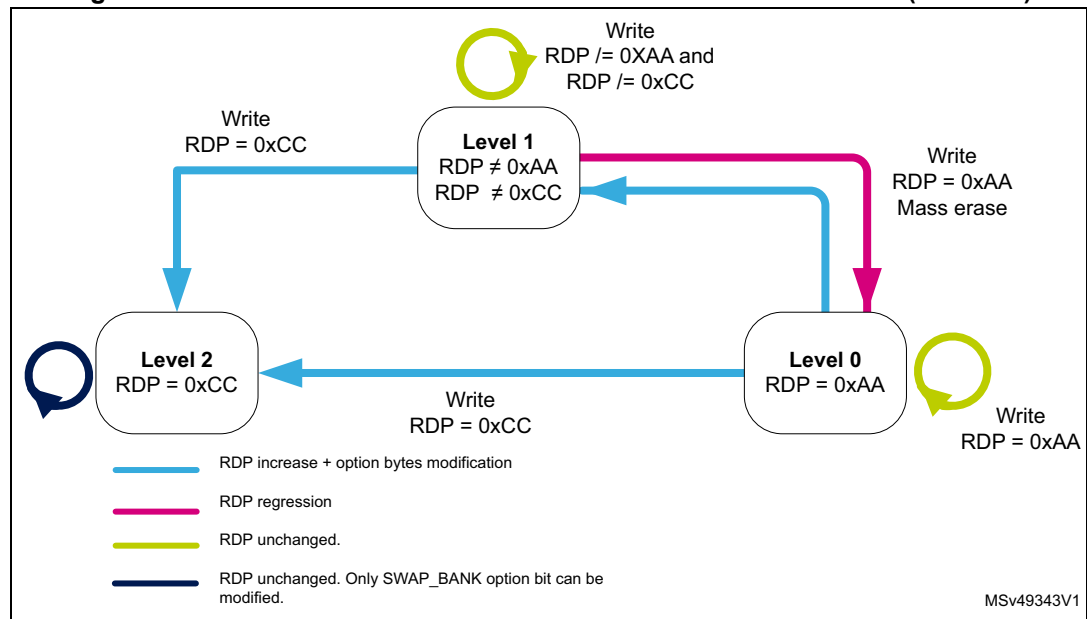 Write
RDP /= 0XAA and
RDP /= 0xCC
Write
RDP = 0xCC
Level 1
RDP ≠ 0xAA
RDP ≠ 0xCC
Write
RDP = 0xAA
Mass erase
Level 2
RDP = 0xCC
Level 0
RDP = 0xAA
Write
RDP = 0xCC
Write
RDP = 0xAA
RDP increase + option bytes modification
RDP regression
RDP unchanged.
RDP unchanged. Only SWAP_BANK option bit can be
modified.
MSv49343V1